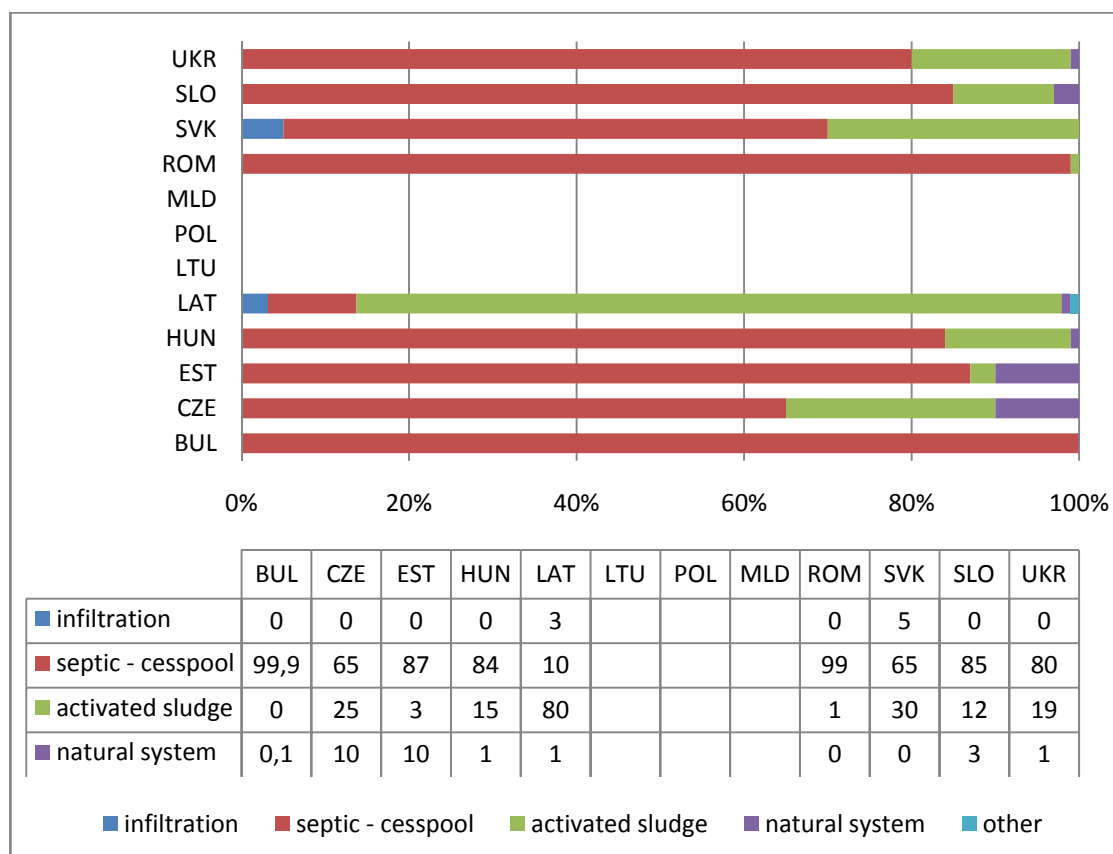 UKR
SLO
SVK
ROM
MLD
POL
LTU
LAT
HUN
EST
CZE
BUL
0% 20% 40% 60% 80% 100%
BUL CZE EST HUN LAT LTU POL MLD ROM SVK SLO UKR
infiltration 0 0 0 0 3 0 5 0 0
septic - cesspool 99,9 65 87 84 10 99 65 85 80
activated sludge 0 25 3 15 80 1 30 12 19
natural system 0,1 10 10 1 1 0 0 3 1
infiltration septic - cesspool activated sludge natural system other